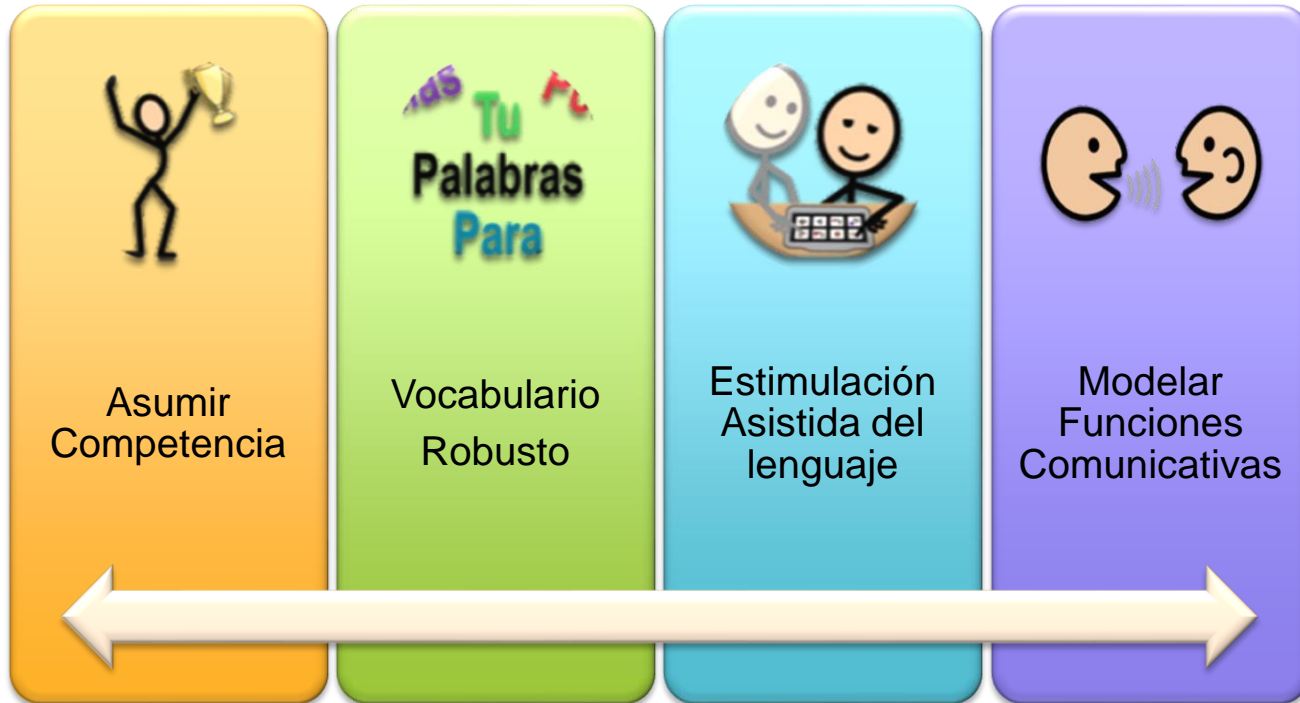 Tu
Palabras
Para
Asumir
Competencia
Vocabulario
Robusto
Estimulación
Asistida del
lenguaje
Modelar
Funciones
Comunicativas